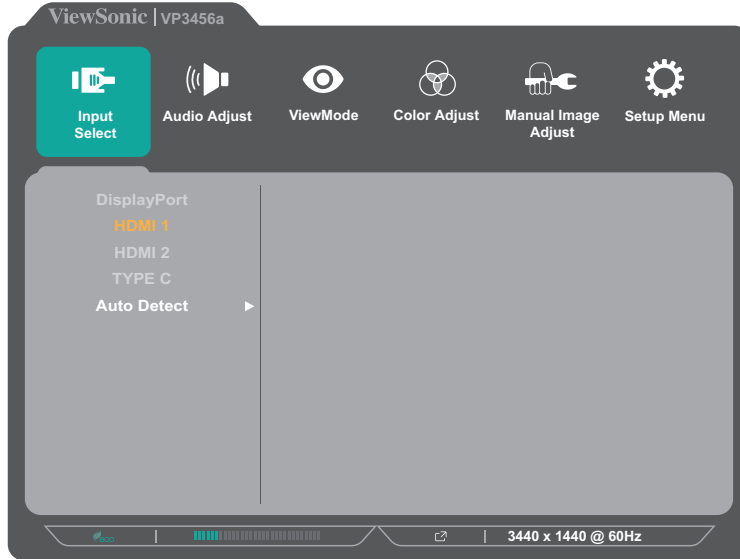 ViewSonic | VP3456a
Input
Select
Audio Adjust
ViewMode
Color Adjust
Manual Image
Adjust
Setup Menu
DisplayPort
HDMI 1
HDMI 2
TYPE C
Auto Detect
eco
3440 x 1440 @ 60Hz